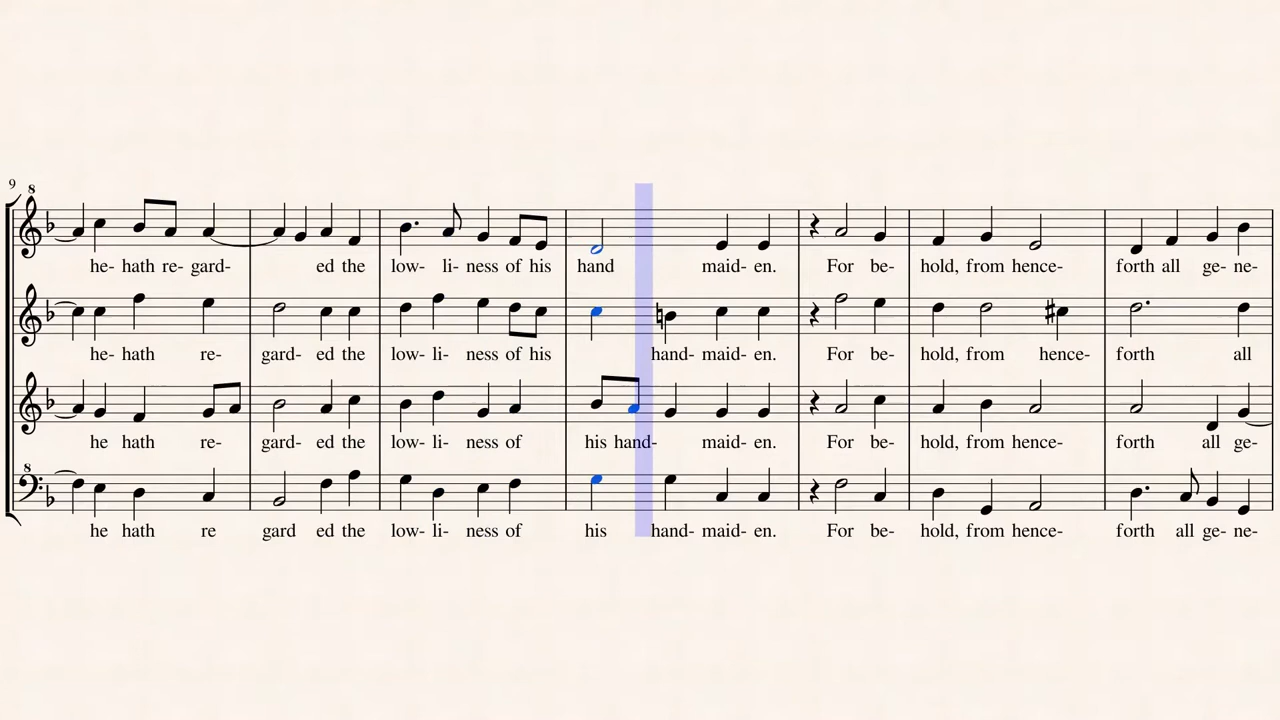 9
8
he- hath re- gard- ed the low- li- ness of his hand maid- en. For be- hold, from hence- forth all ge- ne-
he- hath re- gard- ed the low- li- ness of his hand- maid- en. For be- hold, from hence- forth all
he hath re- gard- ed the low- li- ness of his hand- maid- en. For be- hold, from hence- forth all ge-
8
he hath re gard ed the low- li- ness of his hand- maid- en. For be- hold, from hence- forth all ge- ne-